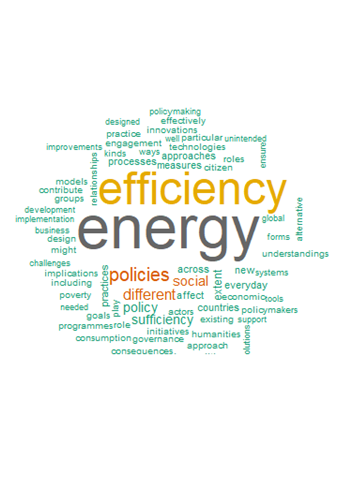 policymaking
designed effectively
practice innovations
engagement well particular unintended
improvements kinds ways technologies ensured
processes approaches roles
relationships measures citizen
models
contribute efficiency
groups
energy
development global alternative
implementation
business forms
design
might understandings
challenges
implications policies across new systems
including practices social extent everyday
poverty different affect economic tools
needed play policy actors countries policymakers
goals sufficiency existing support
programmes role initiatives humanities
consumption governance olutions
approach
consequences.